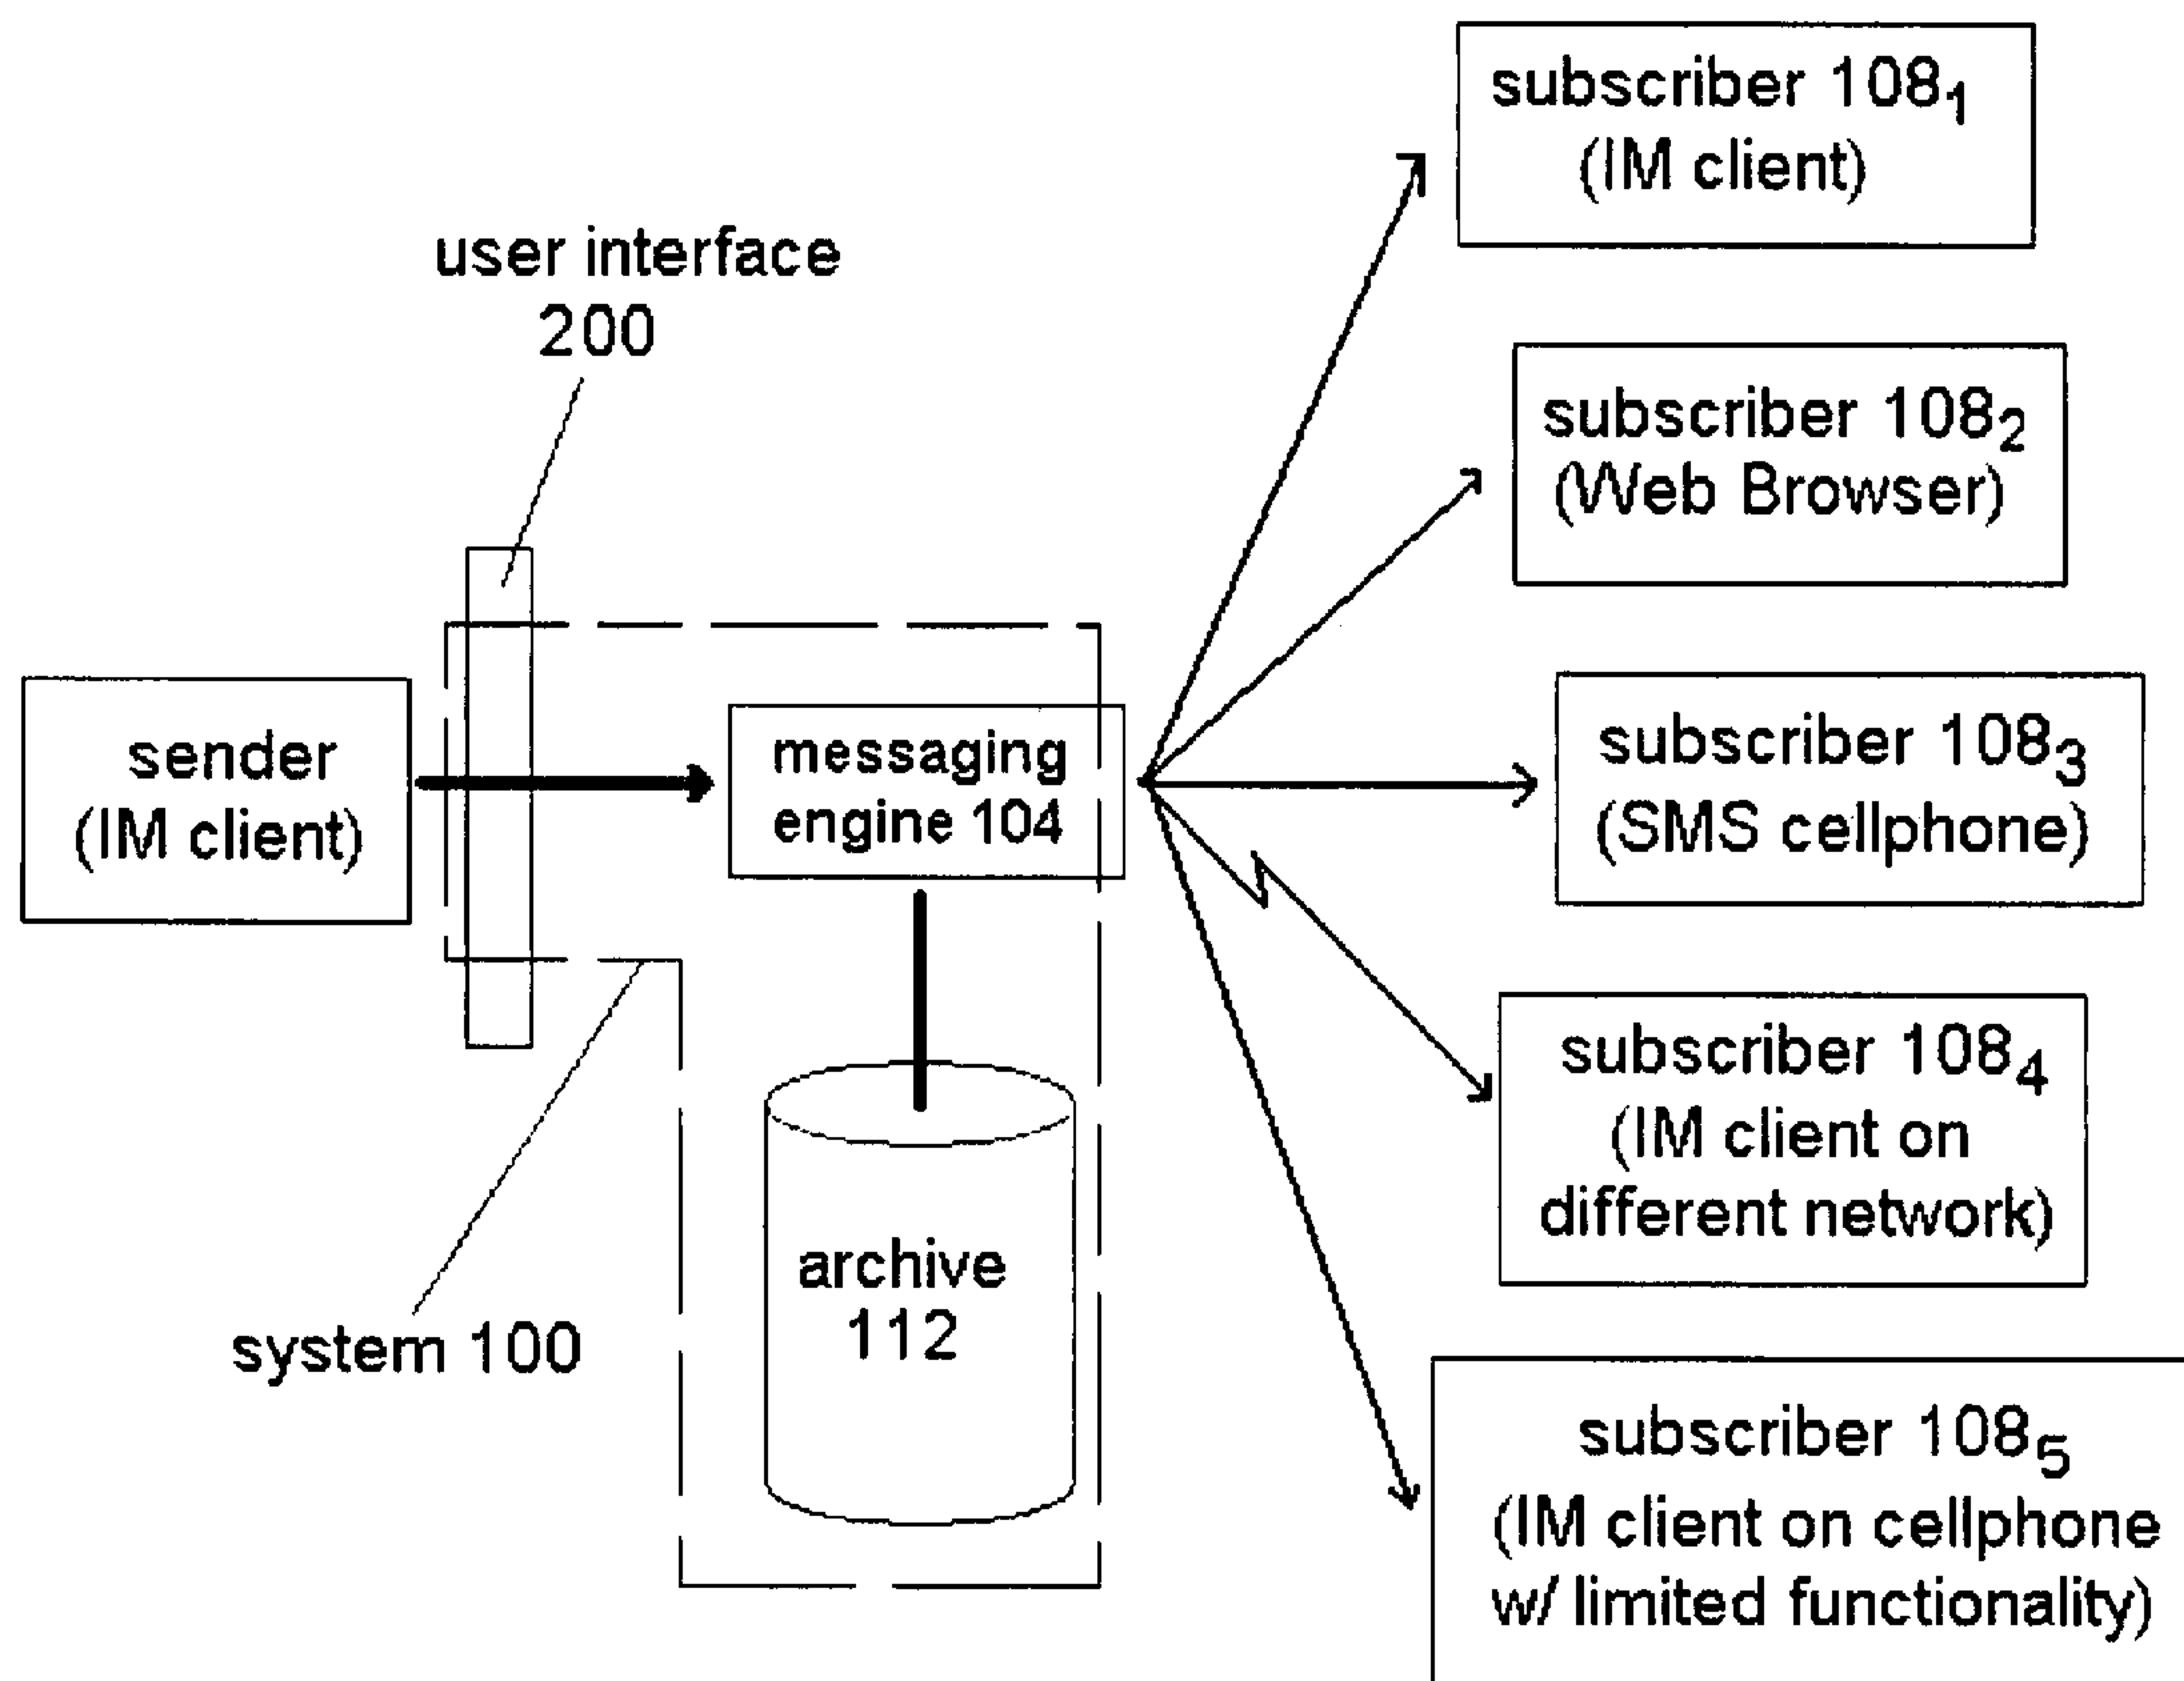 user interface
200
sender
(IM client)
messaging
engine 104
archive
112
system 100
subscriber 108₁
(IM client)
subscriber 108₂
(Web Browser)
subscriber 108₃
(SMS cellphone)
subscriber 108₄
(IM client on
different network)
subscriber 108₅
(IM client on cellphone
w/ limited functionality)